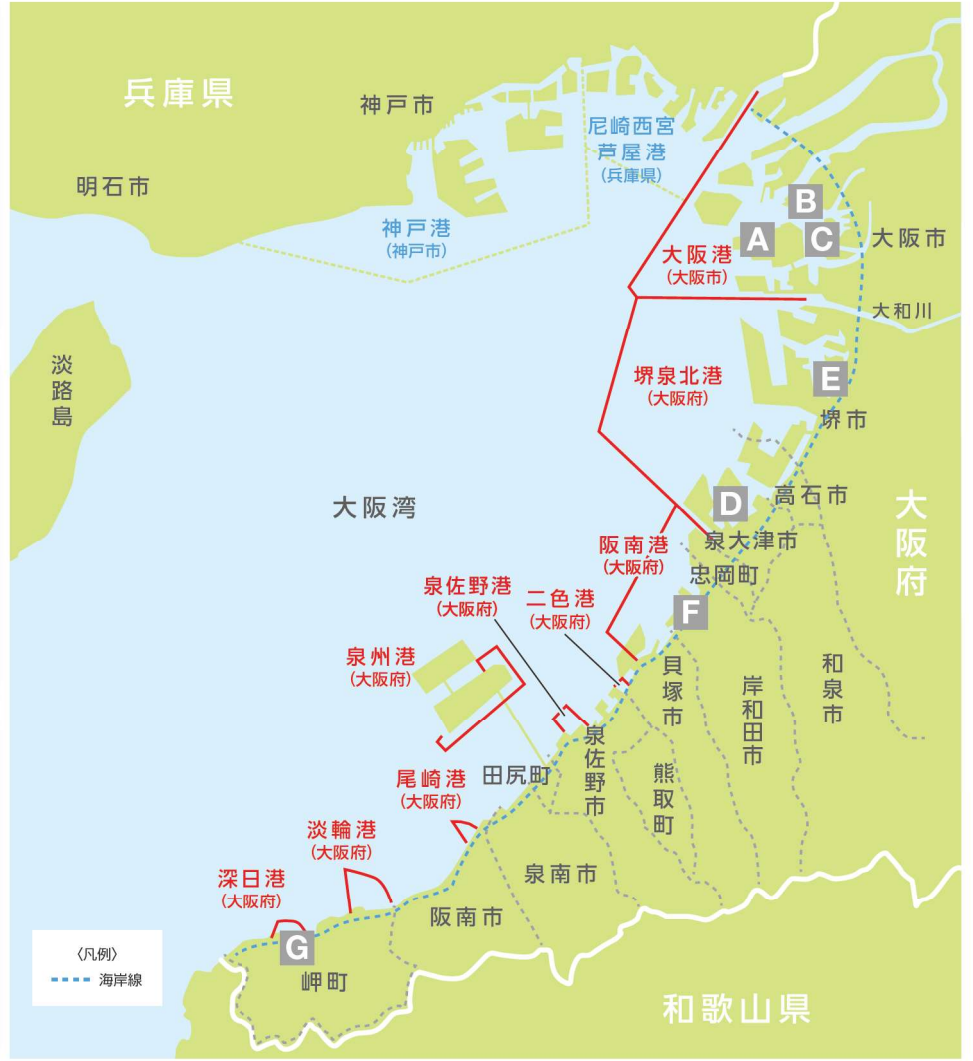 兵庫県
神戸市
明石市
尼崎西宮
芦屋港
(兵庫県)
神戸港
(神戸市)
B
A
C
大阪市
大阪港
(大阪市)
大和川
淡路島
堺泉北港
(大阪府)
E
堺市
大阪湾
D
高石市
大阪府
泉大津市
阪南港
(大阪府)
忠岡町
泉佐野港
(大阪府)
二色港
(大阪府)
F
泉州港
(大阪府)
貝塚市
岸和田市
和泉市
泉佐野市
田尻町
熊取町
尾崎港
(大阪府)
淡輪港
(大阪府)
深日港
(大阪府)
泉南市
阪南市
G
岬町
〈凡例〉
海岸線
和歌山県